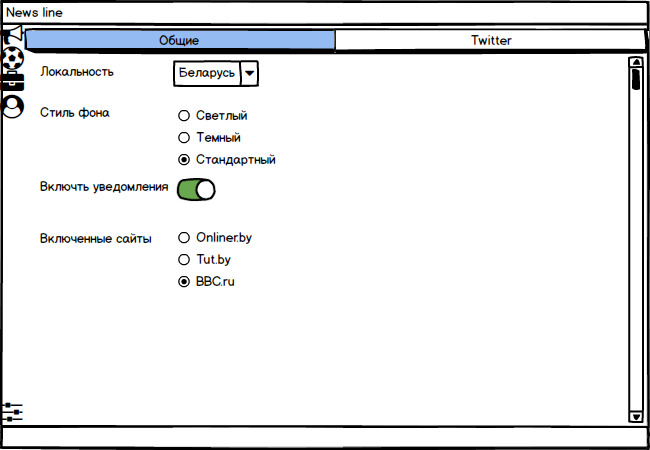 News line
Общие
Twitter
Локальность
Беларусь
Стиль фона
Светлый
Темный
Стандартный
Включть уведомления
Включенные сайты
Onliner.by
Tut.by
BBC.ru